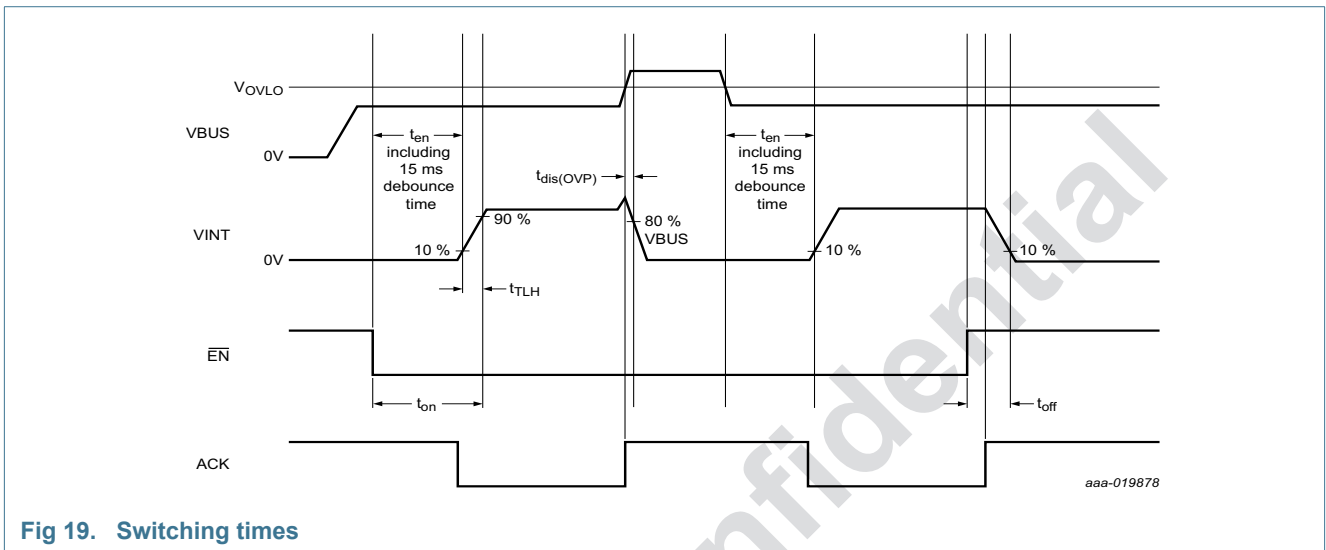 VOVLO
VBUS
0V
ten
including
15 ms
debounce
time
ten
including
15 ms
debounce
time
tdis(OVP)
90 %
80 %
VBUS
VINT
10 %
10 %
10 %
0V
tTLH
EN
ton
toff
ACK
aaa-019878
nfidential
Fig 19. Switching times